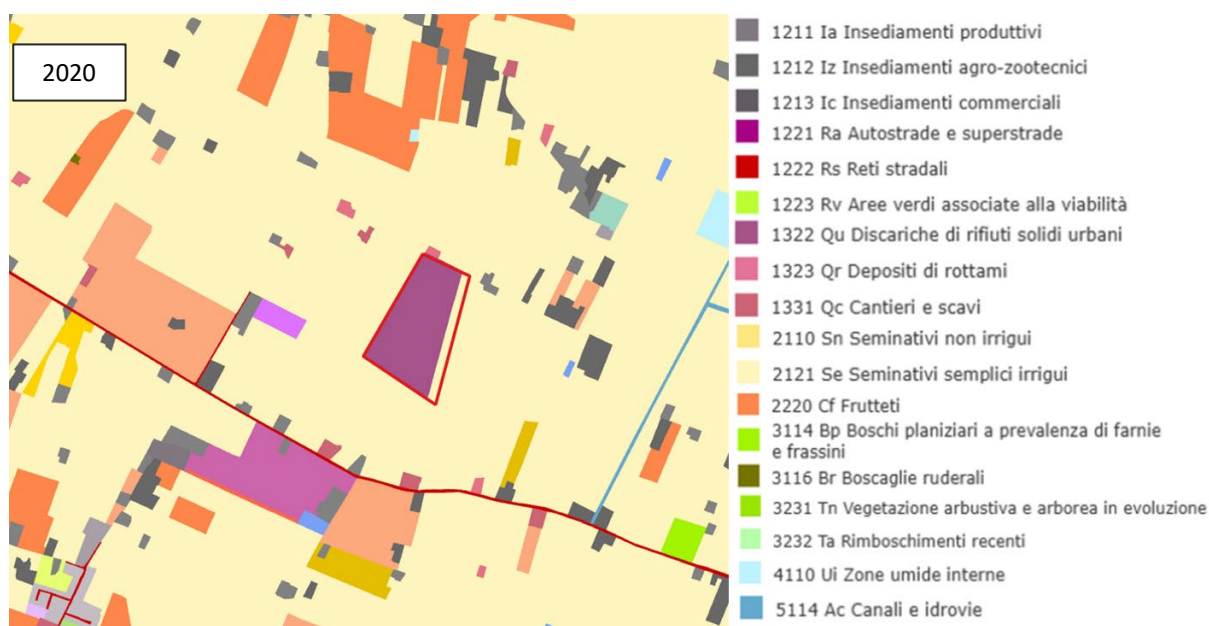 2020
1211 Ia Insediamenti produttivi
1212 Iz Insediamenti agro-zootecnici
1213 Ic Insediamenti commerciali
1221 Ra Autostrade e superstrade
1222 Rs Reti stradali
1223 Rv Aree verdi associate alla viabilità
1322 Qu Discariche di rifiuti solidi urbani
1323 Qr Depositi di rottami
1331 Qc Cantieri e scavi
2110 Sn Seminativi non irrigui
2121 Se Seminativi semplici irrigui
2220 Cf Frutteti
3114 Bp Boschi planiziari a prevalenza di farnie
e frassini
3116 Br Boscaglie ruderali
3231 Tn Vegetazione arbustiva e arborea in evoluzione
3232 Ta Rimboschimenti recenti
4110 Ui Zone umide interne
5114 Ac Canali e idrovie